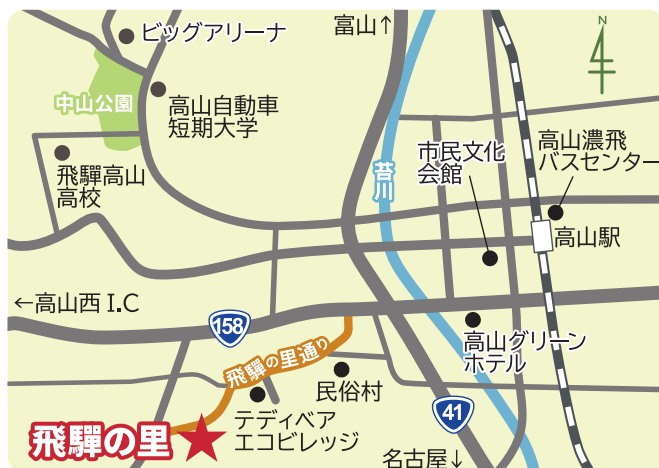 ビッグアリーナ
富山↑
N
中山公園
高山自動車
短期大学
飛驒高山
高校
苔川
市民文化
会館
高山濃飛
バスセンター
高山駅
←高山西 I.C
158
飛驒の里通り
高山グリーン
ホテル
民俗村
41
テディベア
エコビレッジ
飛驒の里
名古屋↓